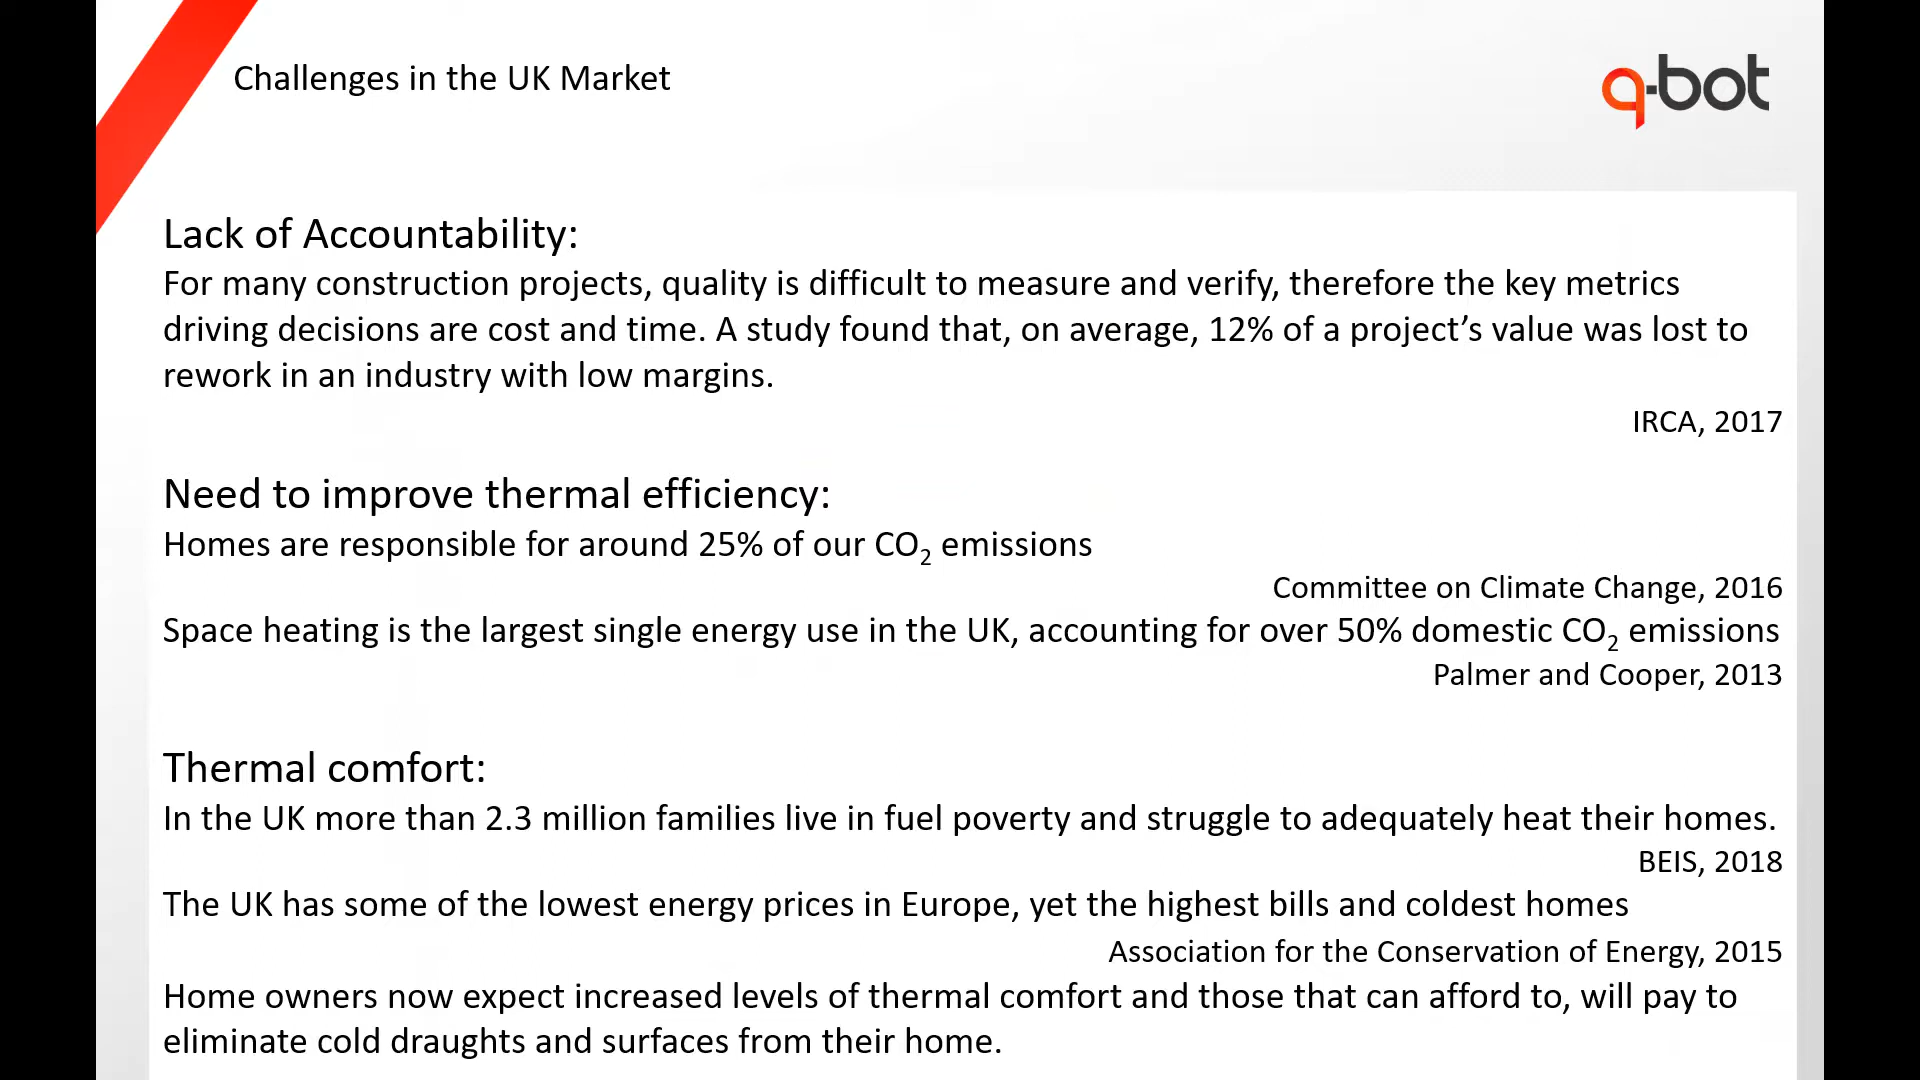 Challenges in the UK Market
q-bot
Lack of Accountability:
For many construction projects, quality is difficult to measure and verify, therefore the key metrics
driving decisions are cost and time. A study found that, on average, 12% of a project’s value was lost to
rework in an industry with low margins.
IRCA, 2017
Need to improve thermal efficiency:
Homes are responsible for around 25% of our CO₂ emissions
Committee on Climate Change, 2016
Space heating is the largest single energy use in the UK, accounting for over 50% domestic CO₂ emissions
Palmer and Cooper, 2013
Thermal comfort:
In the UK more than 2.3 million families live in fuel poverty and struggle to adequately heat their homes.
BEIS, 2018
The UK has some of the lowest energy prices in Europe, yet the highest bills and coldest homes
Association for the Conservation of Energy, 2015
Home owners now expect increased levels of thermal comfort and those that can afford to, will pay to
eliminate cold draughts and surfaces from their home.